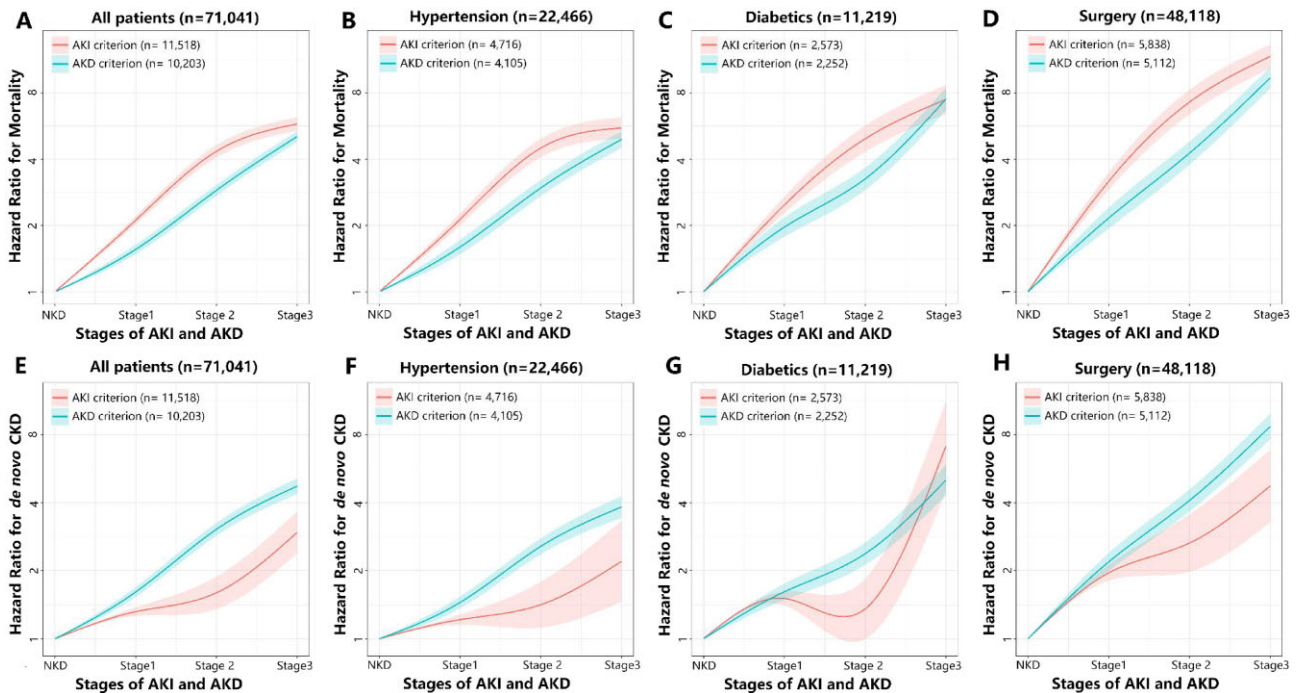 A
All patients (n=71,041)
AKI criterion (n= 11,518)
AKD criterion (n= 10,203)
Hazard Ratio for Mortality
8
4
2
1
NKD Stage1 Stage 2 Stage3
Stages of AKI and AKD
B
Hypertension (n=22,466)
AKI criterion (n= 4,716)
AKD criterion (n= 4,105)
Hazard Ratio for Mortality
8
4
2
1
NKD Stage1 Stage 2 Stage3
Stages of AKI and AKD
C
Diabetics (n=11,219)
AKI criterion (n= 2,573)
AKD criterion (n= 2,252)
Hazard Ratio for Mortality
8
4
2
1
NKD Stage1 Stage 2 Stage3
Stages of AKI and AKD
D
Surgery (n=48,118)
AKI criterion (n= 5,838)
AKD criterion (n= 5,112)
Hazard Ratio for Mortality
8
4
2
1
NKD Stage1 Stage 2 Stage3
Stages of AKI and AKD
E
All patients (n=71,041)
AKI criterion (n= 11,518)
AKD criterion (n= 10,203)
Hazard Ratio for de novo CKD
8
4
2
1
NKD Stage1 Stage 2 Stage3
Stages of AKI and AKD
F
Hypertension (n=22,466)
AKI criterion (n= 4,716)
AKD criterion (n= 4,105)
Hazard Ratio for de novo CKD
8
4
2
1
NKD Stage1 Stage 2 Stage3
Stages of AKI and AKD
G
Diabetics (n=11,219)
AKI criterion (n= 2,573)
AKD criterion (n= 2,252)
Hazard Ratio for de novo CKD
8
4
2
1
NKD Stage1 Stage 2 Stage3
Stages of AKI and AKD
H
Surgery (n=48,118)
AKI criterion (n= 5,838)
AKD criterion (n= 5,112)
Hazard Ratio for de novo CKD
8
4
2
1
NKD Stage1 Stage 2 Stage3
Stages of AKI and AKD